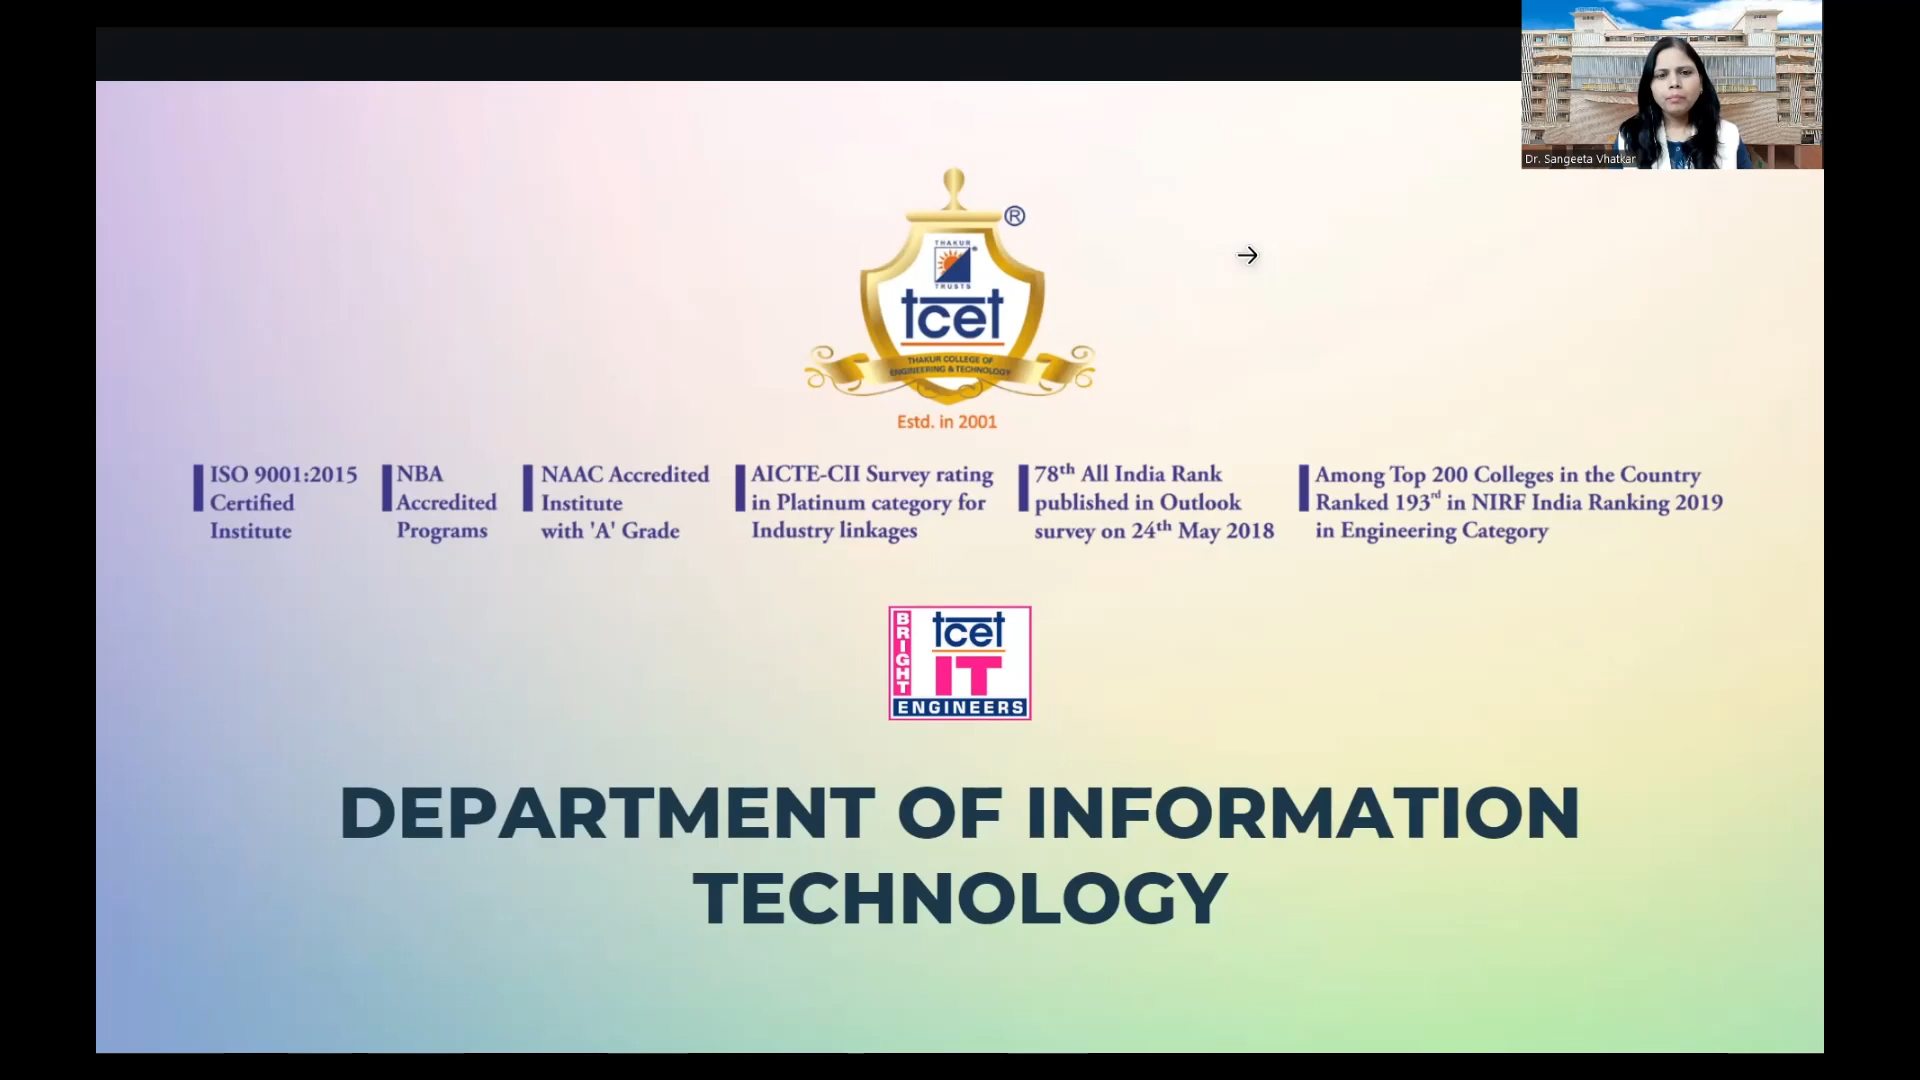 Dr. Sangeeta Vhatkar
®
THAKUR
®
TRUSTS
tcet
THAKUR COLLEGE OF
ENGINEERING & TECHNOLOGY
Estd. in 2001
ISO 9001:2015
Certified
Institute
NBA
Accredited
Programs
NAAC Accredited
Institute
with 'A' Grade
AICTE-CII Survey rating
in Platinum category for
Industry linkages
78th All India Rank
published in Outlook
survey on 24th May 2018
Among Top 200 Colleges in the Country
Ranked 193rd in NIRF India Ranking 2019
in Engineering Category
BRIGHT
tcet
IT
ENGINEERS
DEPARTMENT OF INFORMATION
TECHNOLOGY